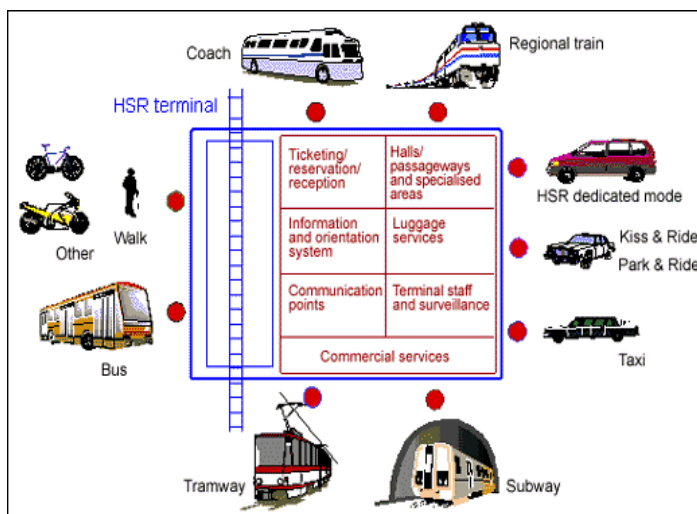 Coach
Regional train
HSR terminal
Ticketing/
reservation/
reception
Halls/
passageways
and specialised
areas
HSR dedicated mode
Information
and orientation
system
Luggage
services
Kiss & Ride
Park & Ride
Walk
Other
Communication
points
Terminal staff
and surveillance
Commercial services
Bus
Taxi
Tramway
Subway